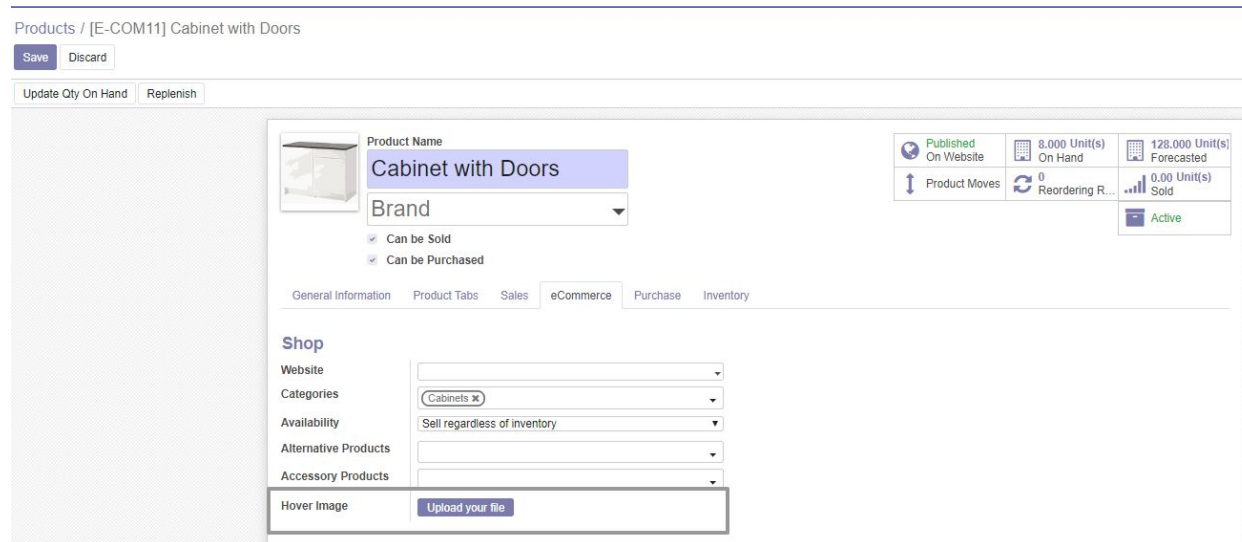 Products / [E-COM11] Cabinet with Doors
Save Discard
Update Qty On Hand Replenish
Product Name
Cabinet with Doors
Brand
Can be Sold
Can be Purchased
Published
On Website
8.000 Unit(s)
On Hand
128.000 Unit(s)
Forecasted
Product Moves
0
Reordering R...
0.00 Unit(s)
Sold
Active
General Information Product Tabs Sales eCommerce Purchase Inventory
Shop
Website
Categories Cabinets ×
Availability Sell regardless of inventory
Alternative Products
Accessory Products
Hover Image Upload your file